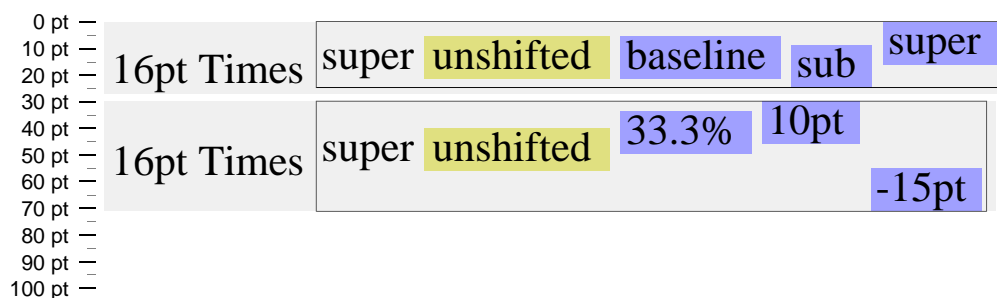 0 pt
10 pt
20 pt
30 pt
40 pt
50 pt
60 pt
70 pt
80 pt
90 pt
100 pt
16pt Times super unshifted baseline sub super
16pt Times super unshifted 33.3% 10pt -15pt